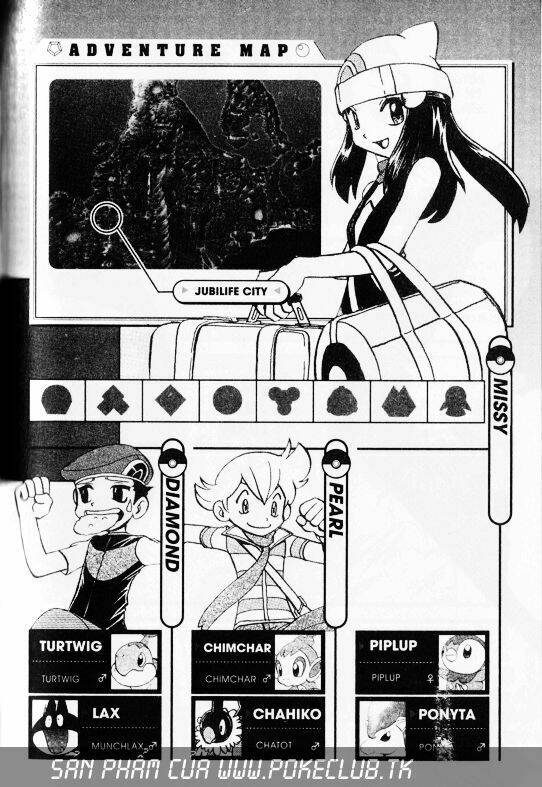 ADVENTURE MAP
JUBILIFE CITY
MISSY
DIAMOND
PEARL
TURTWIG
TURTWIG ♂
LAX
MUNCHLAX ♂
CHIMCHAR
CHIMCHAR ♂
CHAHIKO
CHATOT ♂
PIPLUP
PIPLUP ♀
PONYTA
♂
SẢN PHẨM CỦA WWW.POKECLUB.TK